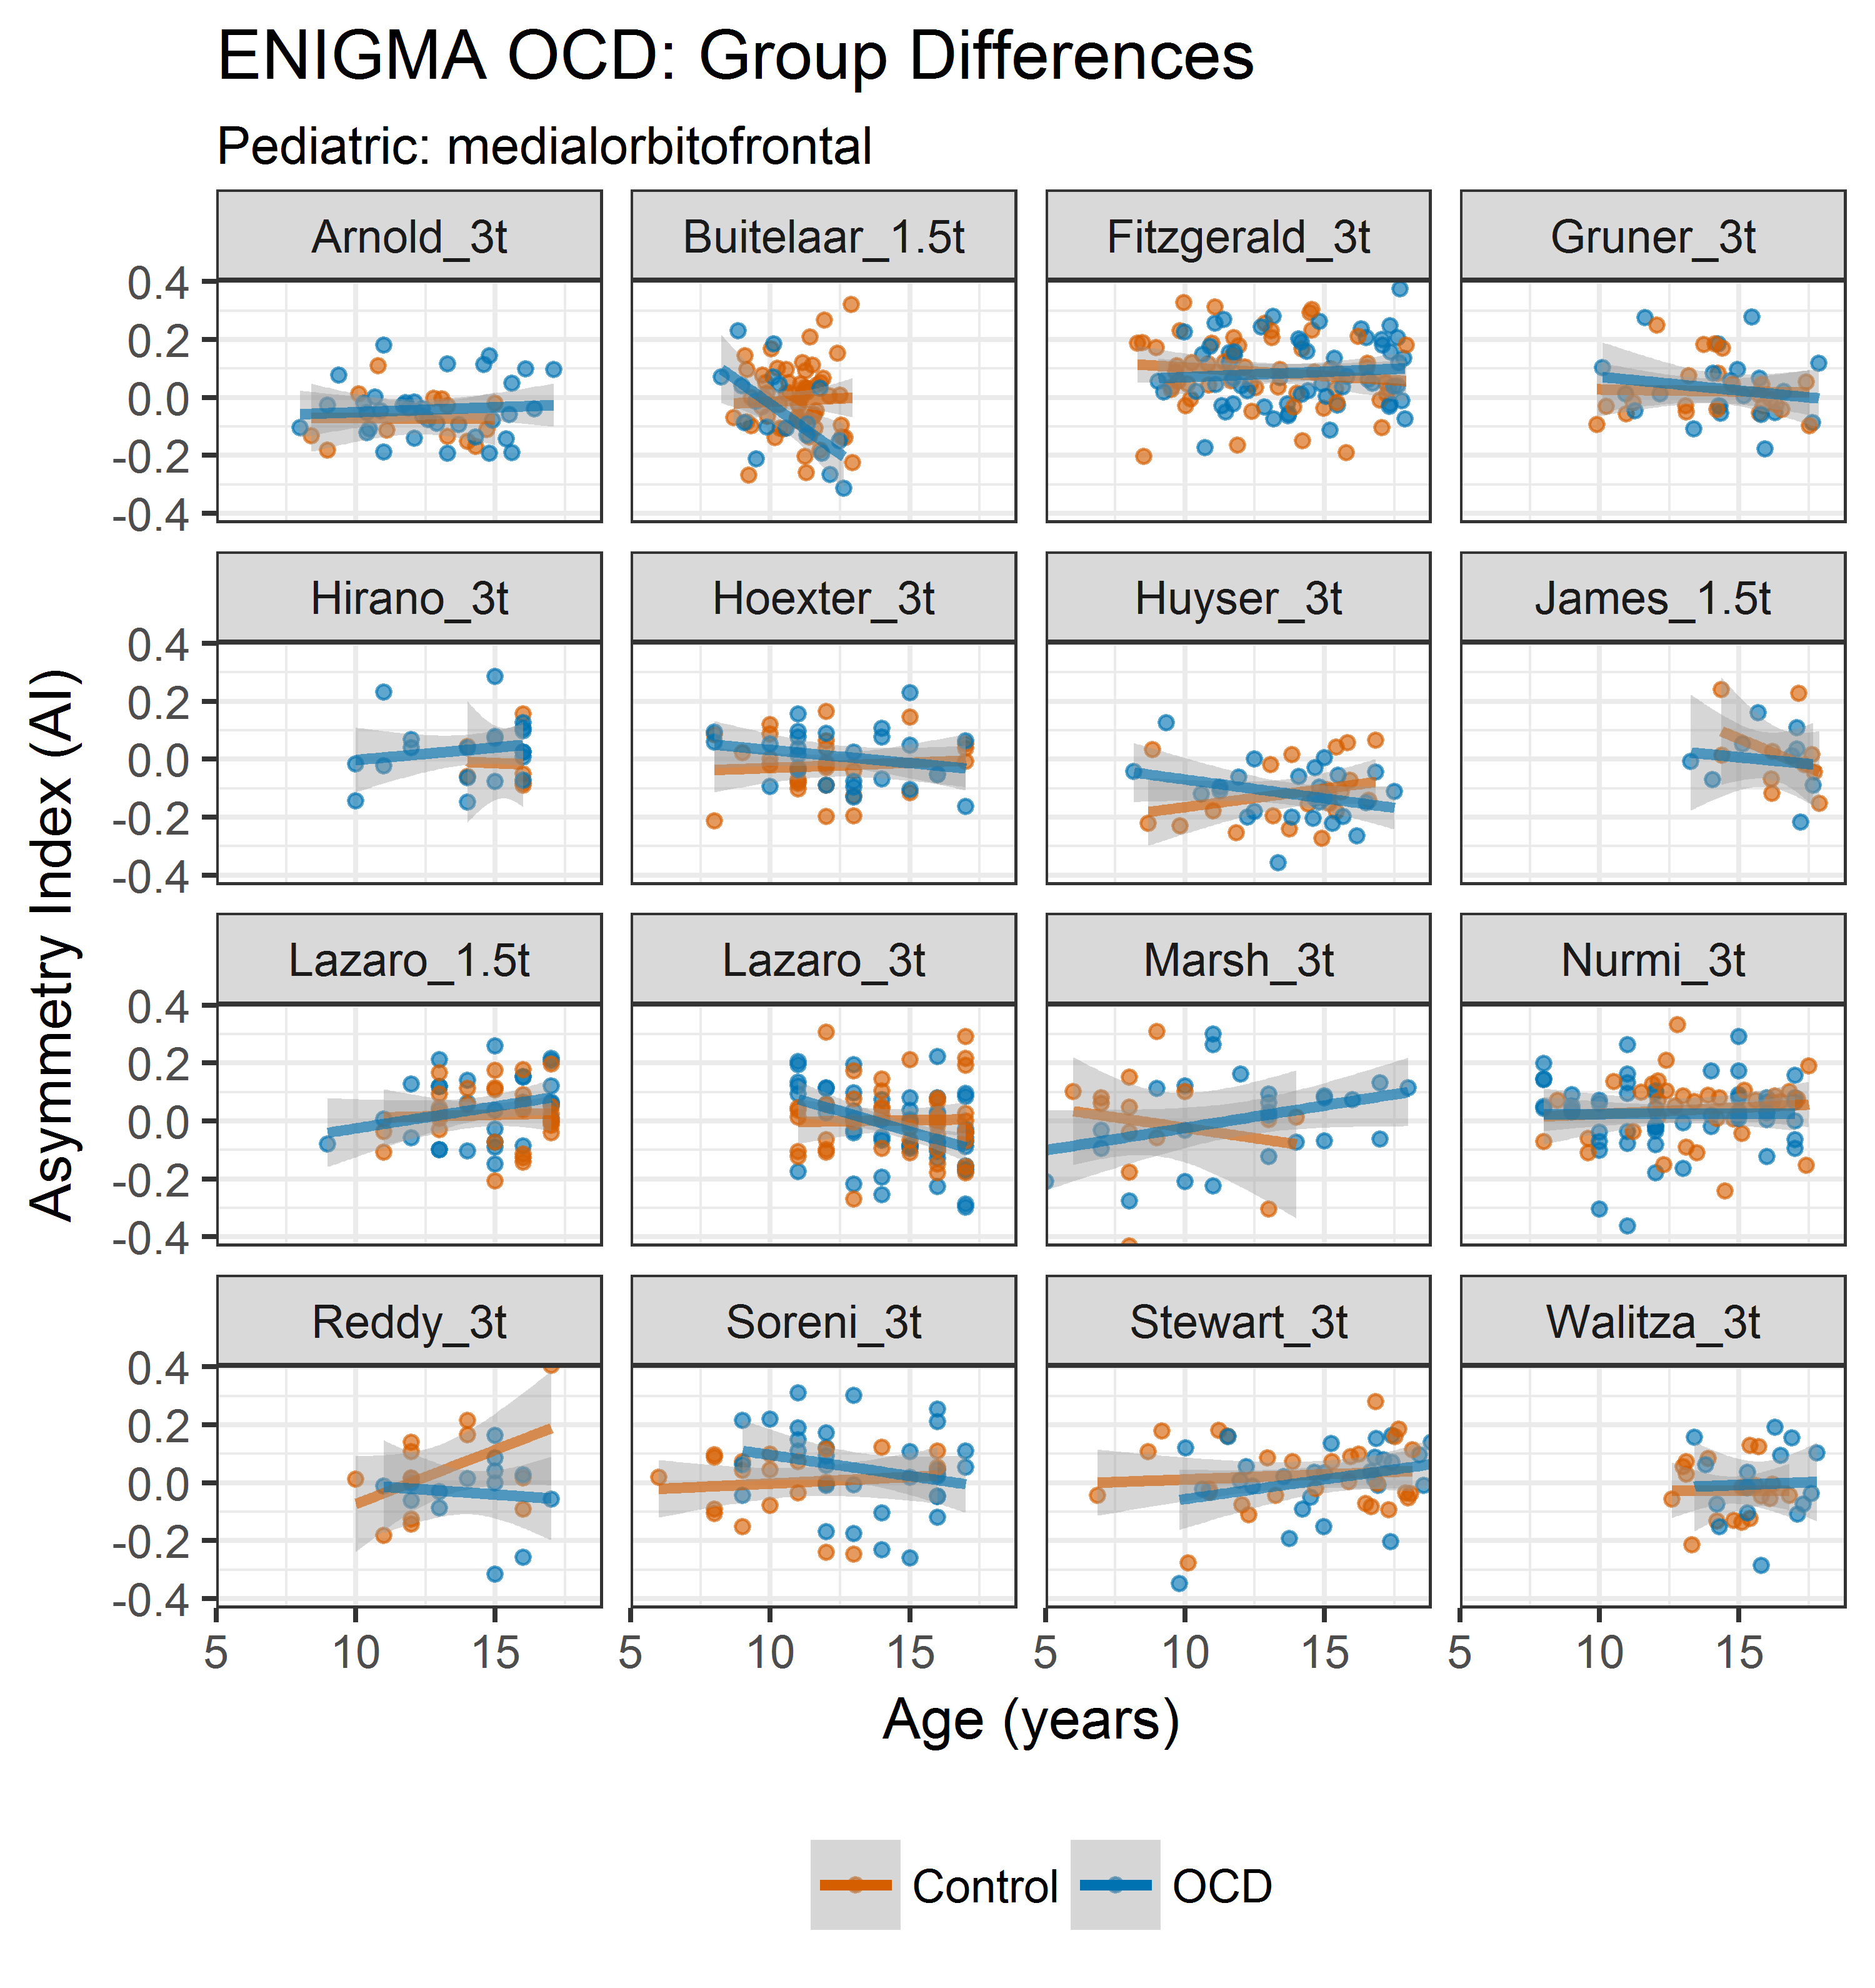 ENIGMA OCD: Group Differences
Pediatric: medialorbitofrontal
Arnold_3t Buitelaar_1.5t Fitzgerald_3t Gruner_3t
0.4
0.2
0.0
-0.2
-0.4
Hirano_3t Hoexter_3t Huyser_3t James_1.5t
0.4
0.2
0.0
-0.2
-0.4
Lazaro_1.5t Lazaro_3t Marsh_3t Nurmi_3t
0.4
0.2
0.0
-0.2
-0.4
Reddy_3t Soreni_3t Stewart_3t Walitza_3t
0.4
0.2
0.0
-0.2
-0.4
Asymmetry Index (AI)
5 10 15 5 10 15 5 10 15 5 10 15
Age (years)
Control OCD